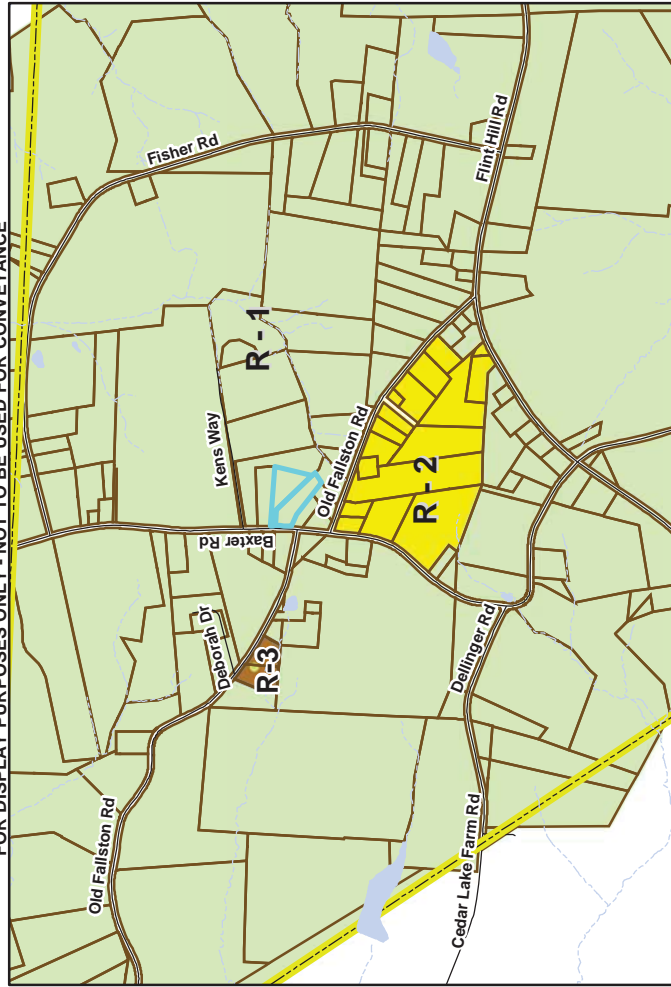 FOR DISPLAY PURPOSES ONLY - NOT TO BE USED FOR CONVEYANCE
Fisher Rd
Flint Hill Rd
R - 1
Kens Way
Old Fallston Rd
R - 2
Baxter Rd
Deborah Dr
R-3
Dellinger Rd
Old Fallston Rd
Cedar Lake Farm Rd